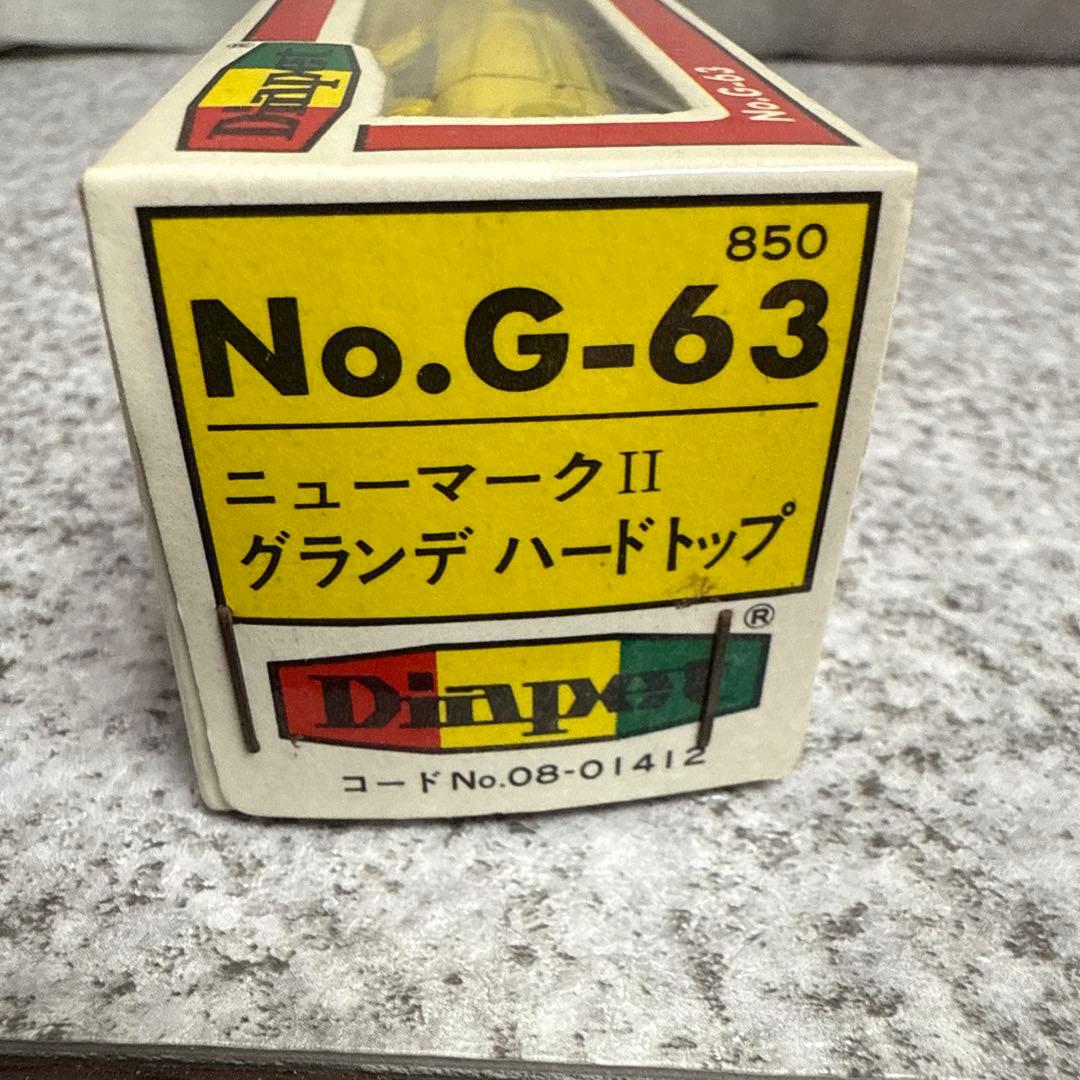 Diapet
®
No.G-63
850
No.G-63
ニューマークII
グランデ ハードトップ
®
Diapet
コードNo.08-01412